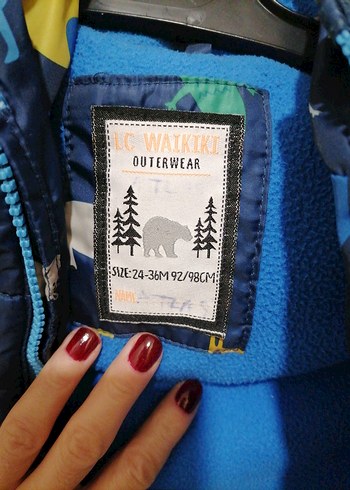 LC WAIKIKI
OUTERWEAR
SIZE:24-36M 92/98CM
NAME: